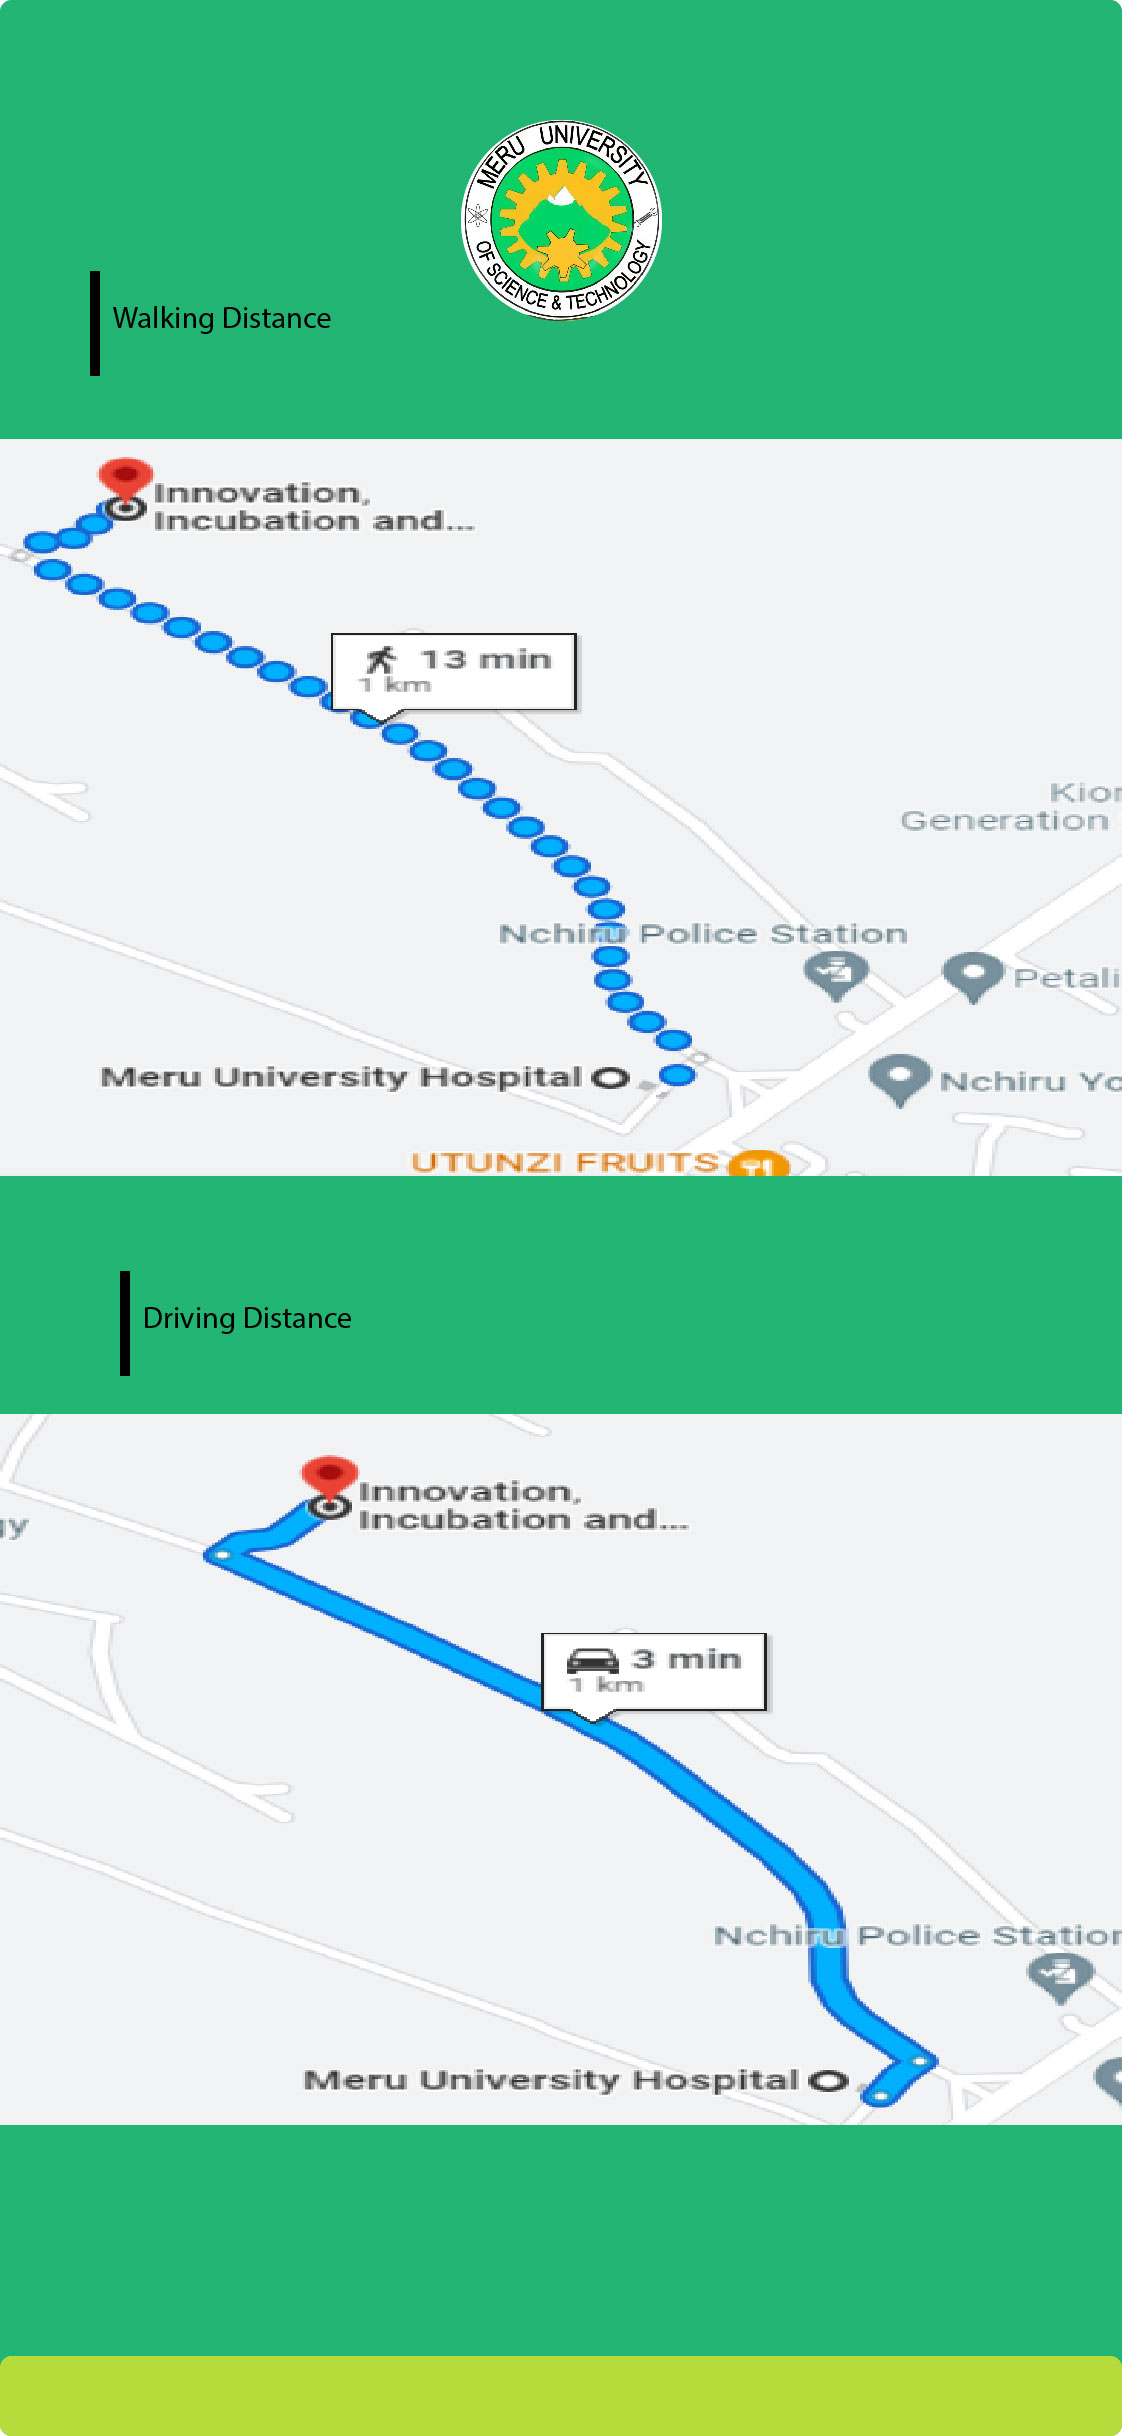 MERU UNIVERSITY
OF SCIENCE & TECHNOLOGY
Walking Distance
Innovation,
Incubation and...
13 min
1 km
Generation
Nchiru Police Station
Meru University Hospital
Nchiru
UTUNZI FRUITS
Driving Distance
Innovation,
Incubation and...
3 min
1 km
Nchiru Police Station
Meru University Hospital